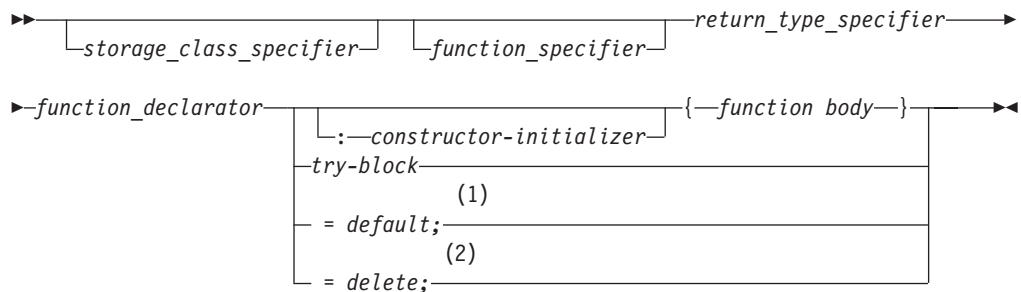 storage_class_specifier function_specifier return_type_specifier
function_declarator : constructor-initializer { function body }
try-block
(1)
= default;
(2)
= delete;